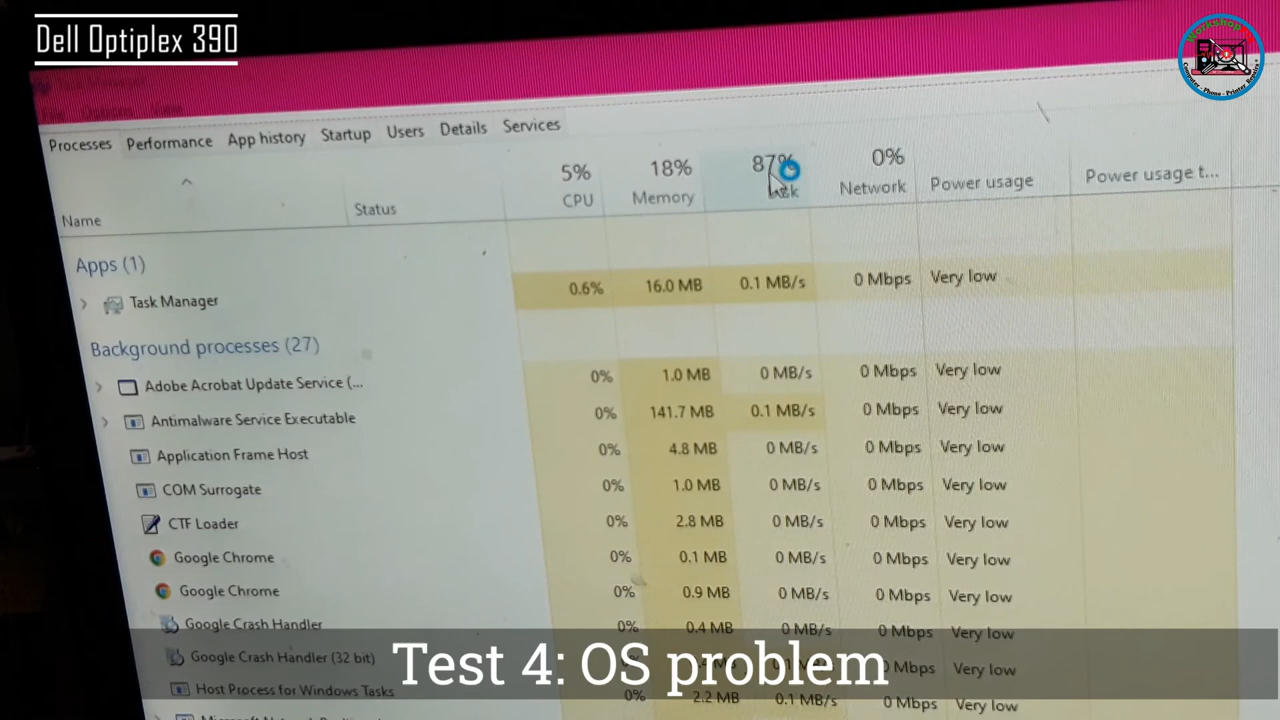 Dell Optiplex 390
Workshop
Computer - Phone - Printer Repairs
Processes Performance App history Startup Users Details Services
5% 18% 87% 0%
Name Status CPU Memory Network Power usage Power usage t...
Apps (1)
Task Manager 0.6% 16.0 MB 0.1 MB/s 0 Mbps Very low
Background processes (27)
Adobe Acrobat Update Service (... 0% 1.0 MB 0 MB/s 0 Mbps Very low
Antimalware Service Executable 0% 141.7 MB 0.1 MB/s 0 Mbps Very low
Application Frame Host 0% 4.8 MB 0 MB/s 0 Mbps Very low
COM Surrogate 0% 1.0 MB 0 MB/s 0 Mbps Very low
CTF Loader 0% 2.8 MB 0 MB/s 0 Mbps Very low
Google Chrome 0% 0.1 MB 0 MB/s 0 Mbps Very low
Google Chrome 0% 0.9 MB 0 MB/s 0 Mbps Very low
Google Crash Handler 0% 0.4 MB 0 MB/s 0 Mbps Very low
Google Crash Handler (32 bit) Mbps Very low
Host Process for Windows Tasks 0% 2.2 MB 0.1 MB/s 0 Mbps Very low
Test 4: OS problem